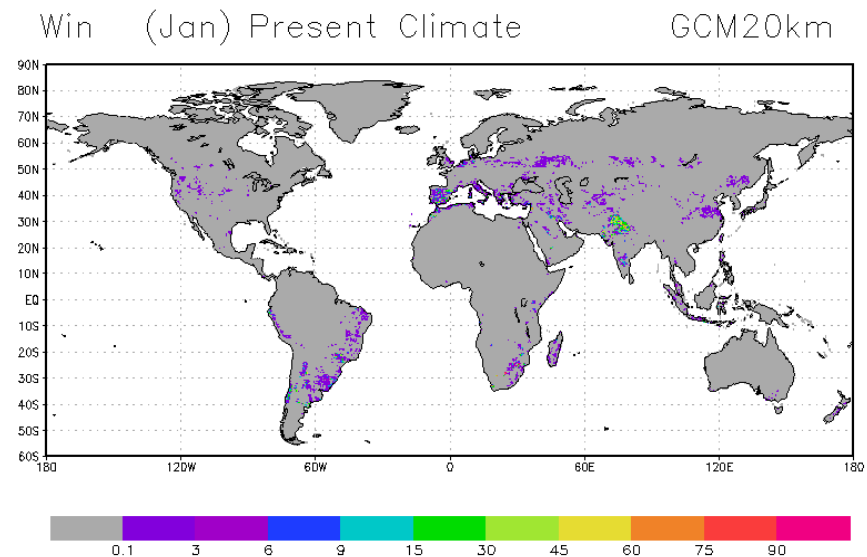 Win (Jan) Present Climate GCM20km
90N
80N
70N
60N
50N
40N
30N
20N
10N
EQ
10S
20S
30S
40S
50S
60S
180 120W 60W 0 60E 120E 180
0.1 3 6 9 15 30 45 60 75 90